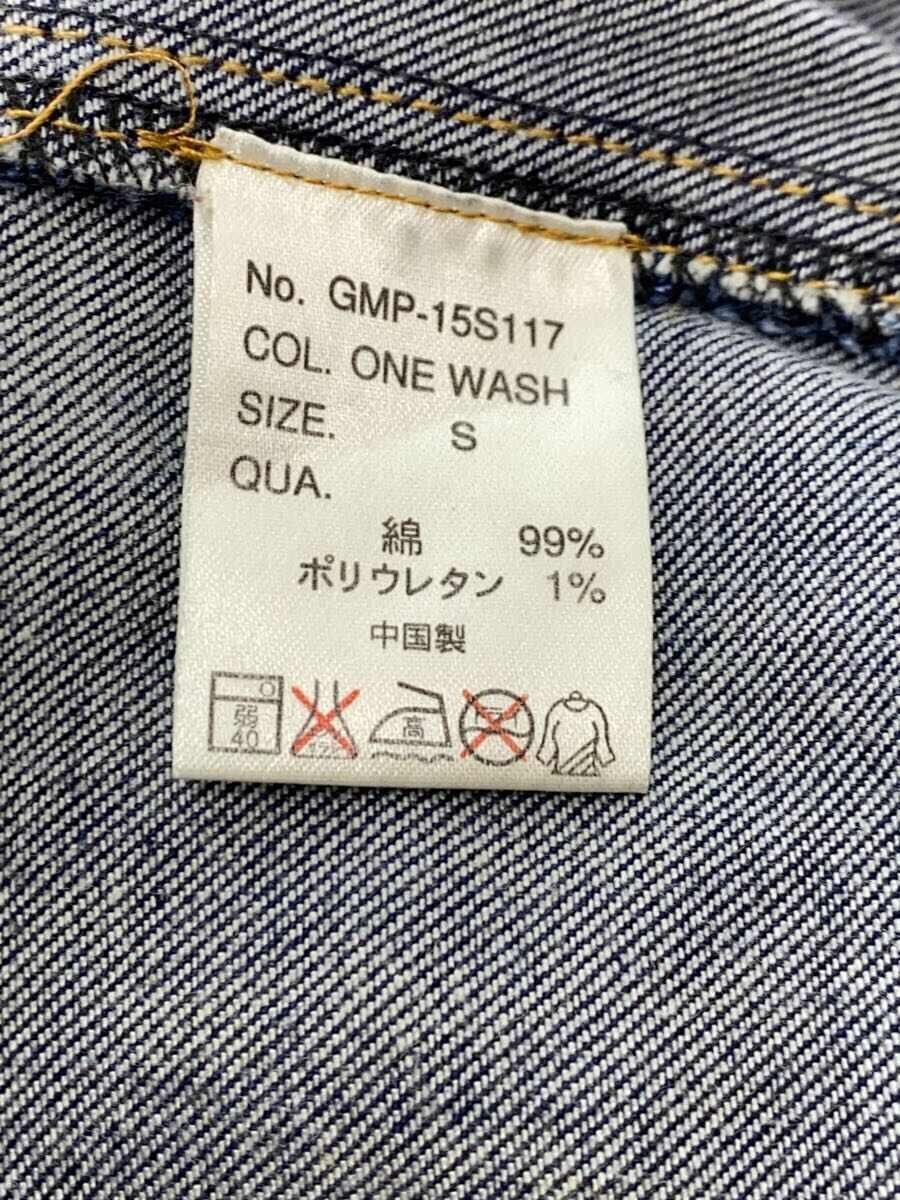 No. GMP-15S117
COL. ONE WASH
SIZE. S
QUA.
綿 99%
ポリウレタン 1%
中国製
弱 40 高